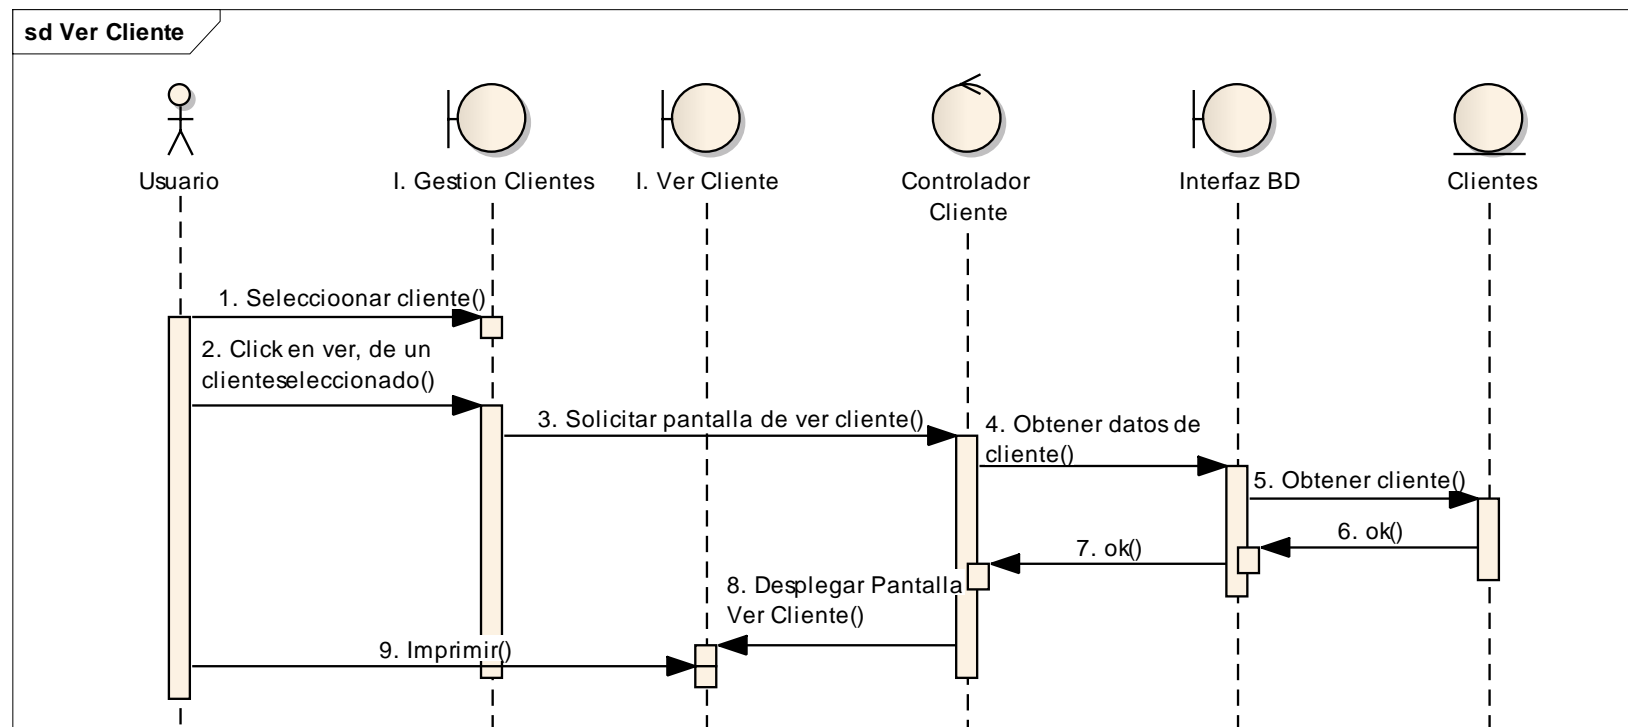 sd Ver Cliente
Usuario
I. Gestion Clientes
I. Ver Cliente
Controlador
Cliente
Interfaz BD
Clientes
1. Seleccioonar cliente()
2. Click en ver, de un
clienteseleccionado()
3. Solicitar pantalla de ver cliente()
4. Obtener datos de
cliente()
5. Obtener cliente()
6. ok()
7. ok()
8. Desplegar Pantalla
Ver Cliente()
9. Imprimir()